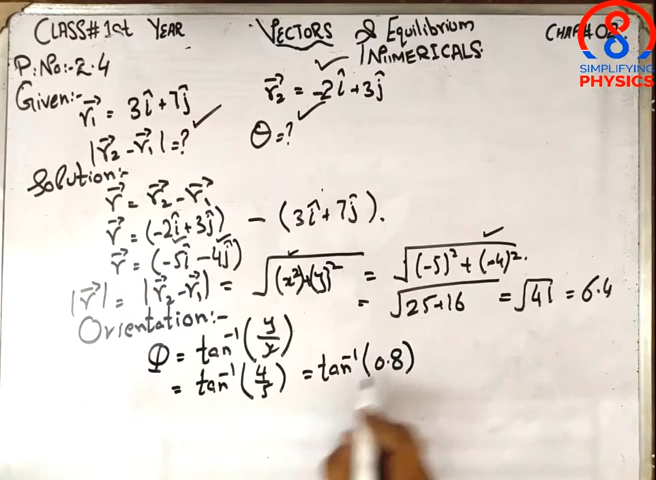 CLASS#1st YEAR VECTORS & Equilibrium CHAP#02
NUMERICALS
P.No:-2.4
SIMPLIFYING
PHYSICS
Given:- r⃗₁ = 3î+7ĵ r⃗₂ = -2î+3ĵ
|r⃗₂ - r⃗₁| = ? θ = ?
Solution:-
r⃗ = r⃗₂ - r⃗₁
r⃗ = (-2î+3ĵ) - (3î+7ĵ).
r⃗ = (-5î - 4ĵ)
|r⃗| = |r⃗₂ - r⃗₁| = √(x²)+(y)² = √(-5)² + (-4)².
= √25+16 = √41 = 6.4
Orientation:-
Φ = tan⁻¹(y/x)
= tan⁻¹(4/5) = tan⁻¹(0.8)